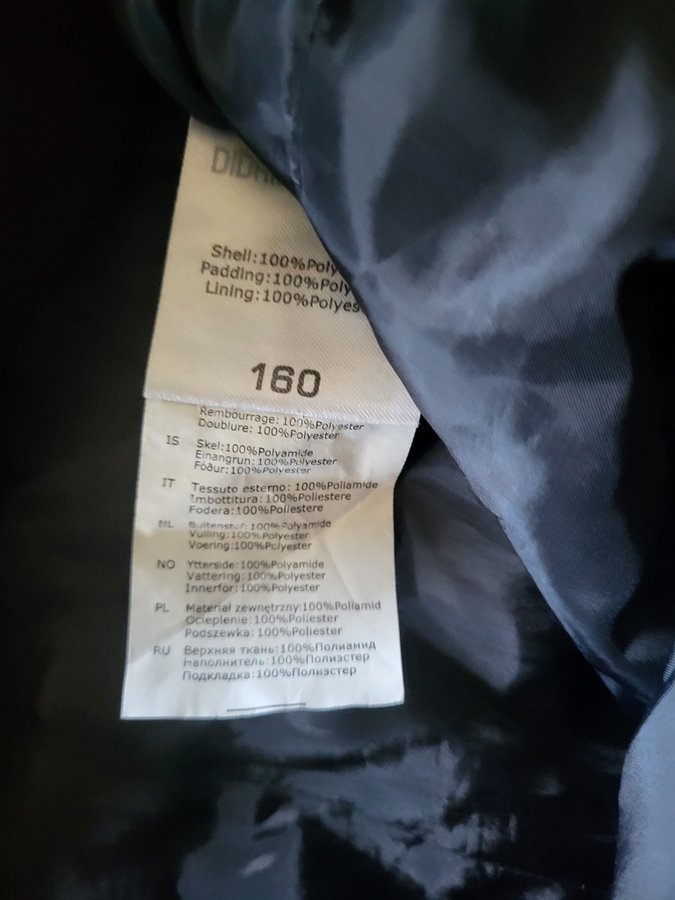 Shell:100%Poly
Padding:100%Poly
Lining:100%Polyes
160
Rembourrage: 100%Polyester
Doublure: 100%Polyester
IS Skel:100%Polyamide
Einangrun:100%Polyester
Fóður:100%Polyester
IT Tessuto esterno: 100%Poliamide
Imbottitura:100%Poliestere
Fodera:100%Poliestere
NL Buitenstof:100%Polyamide
Vulling:100%Polyester
Voering:100%Polyester
NO Ytterside:100%Polyamide
Vattering:100%Polyester
Innerfor:100%Polyester
PL Materiał zewnętrzny:100%Poliamid
Ocieplenie:100%Poliester
Podszewka:100%Poliester
RU Верхняя ткань:100%Полиамид
Наполнитель:100%Полиэстер
Подкладка:100%Полиэстер